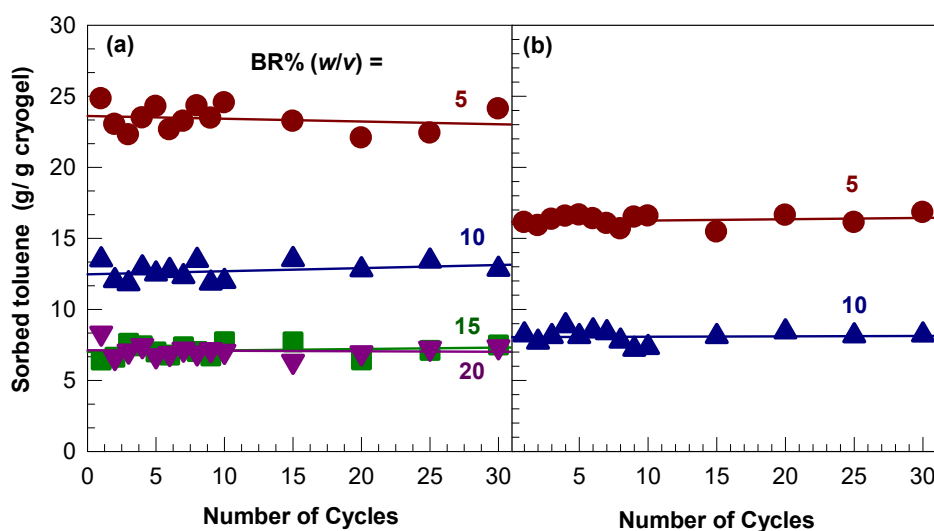 (a)
(b)
BR% (w/v) =
5
10
15
20
5
10
Sorbed toluene (g/ g cryogel)
30
25
20
15
10
5
0
0 5 10 15 20 25 30
5 10 15 20 25 30
Number of Cycles
Number of Cycles